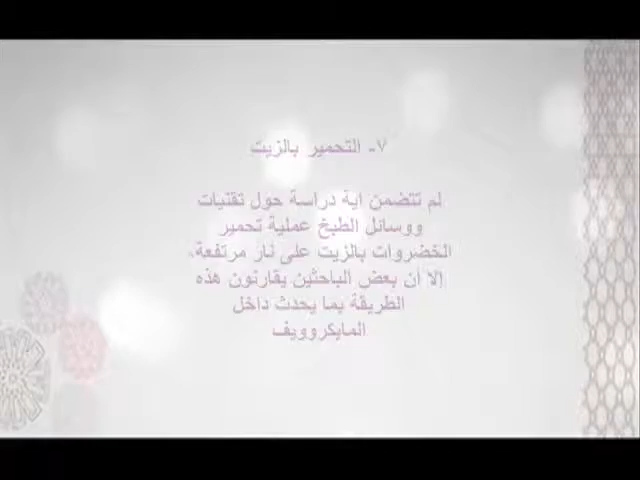 ٧- التحمير بالزيت
لم تتضمن اية دراسة حول تقنيات
ووسائل الطبخ عملية تحمير
الخضروات بالزيت على نار مرتفعة،
إلا أن بعض الباحثين يقارنون هذه
الطريقة بما يحدث داخل
المايكروويف